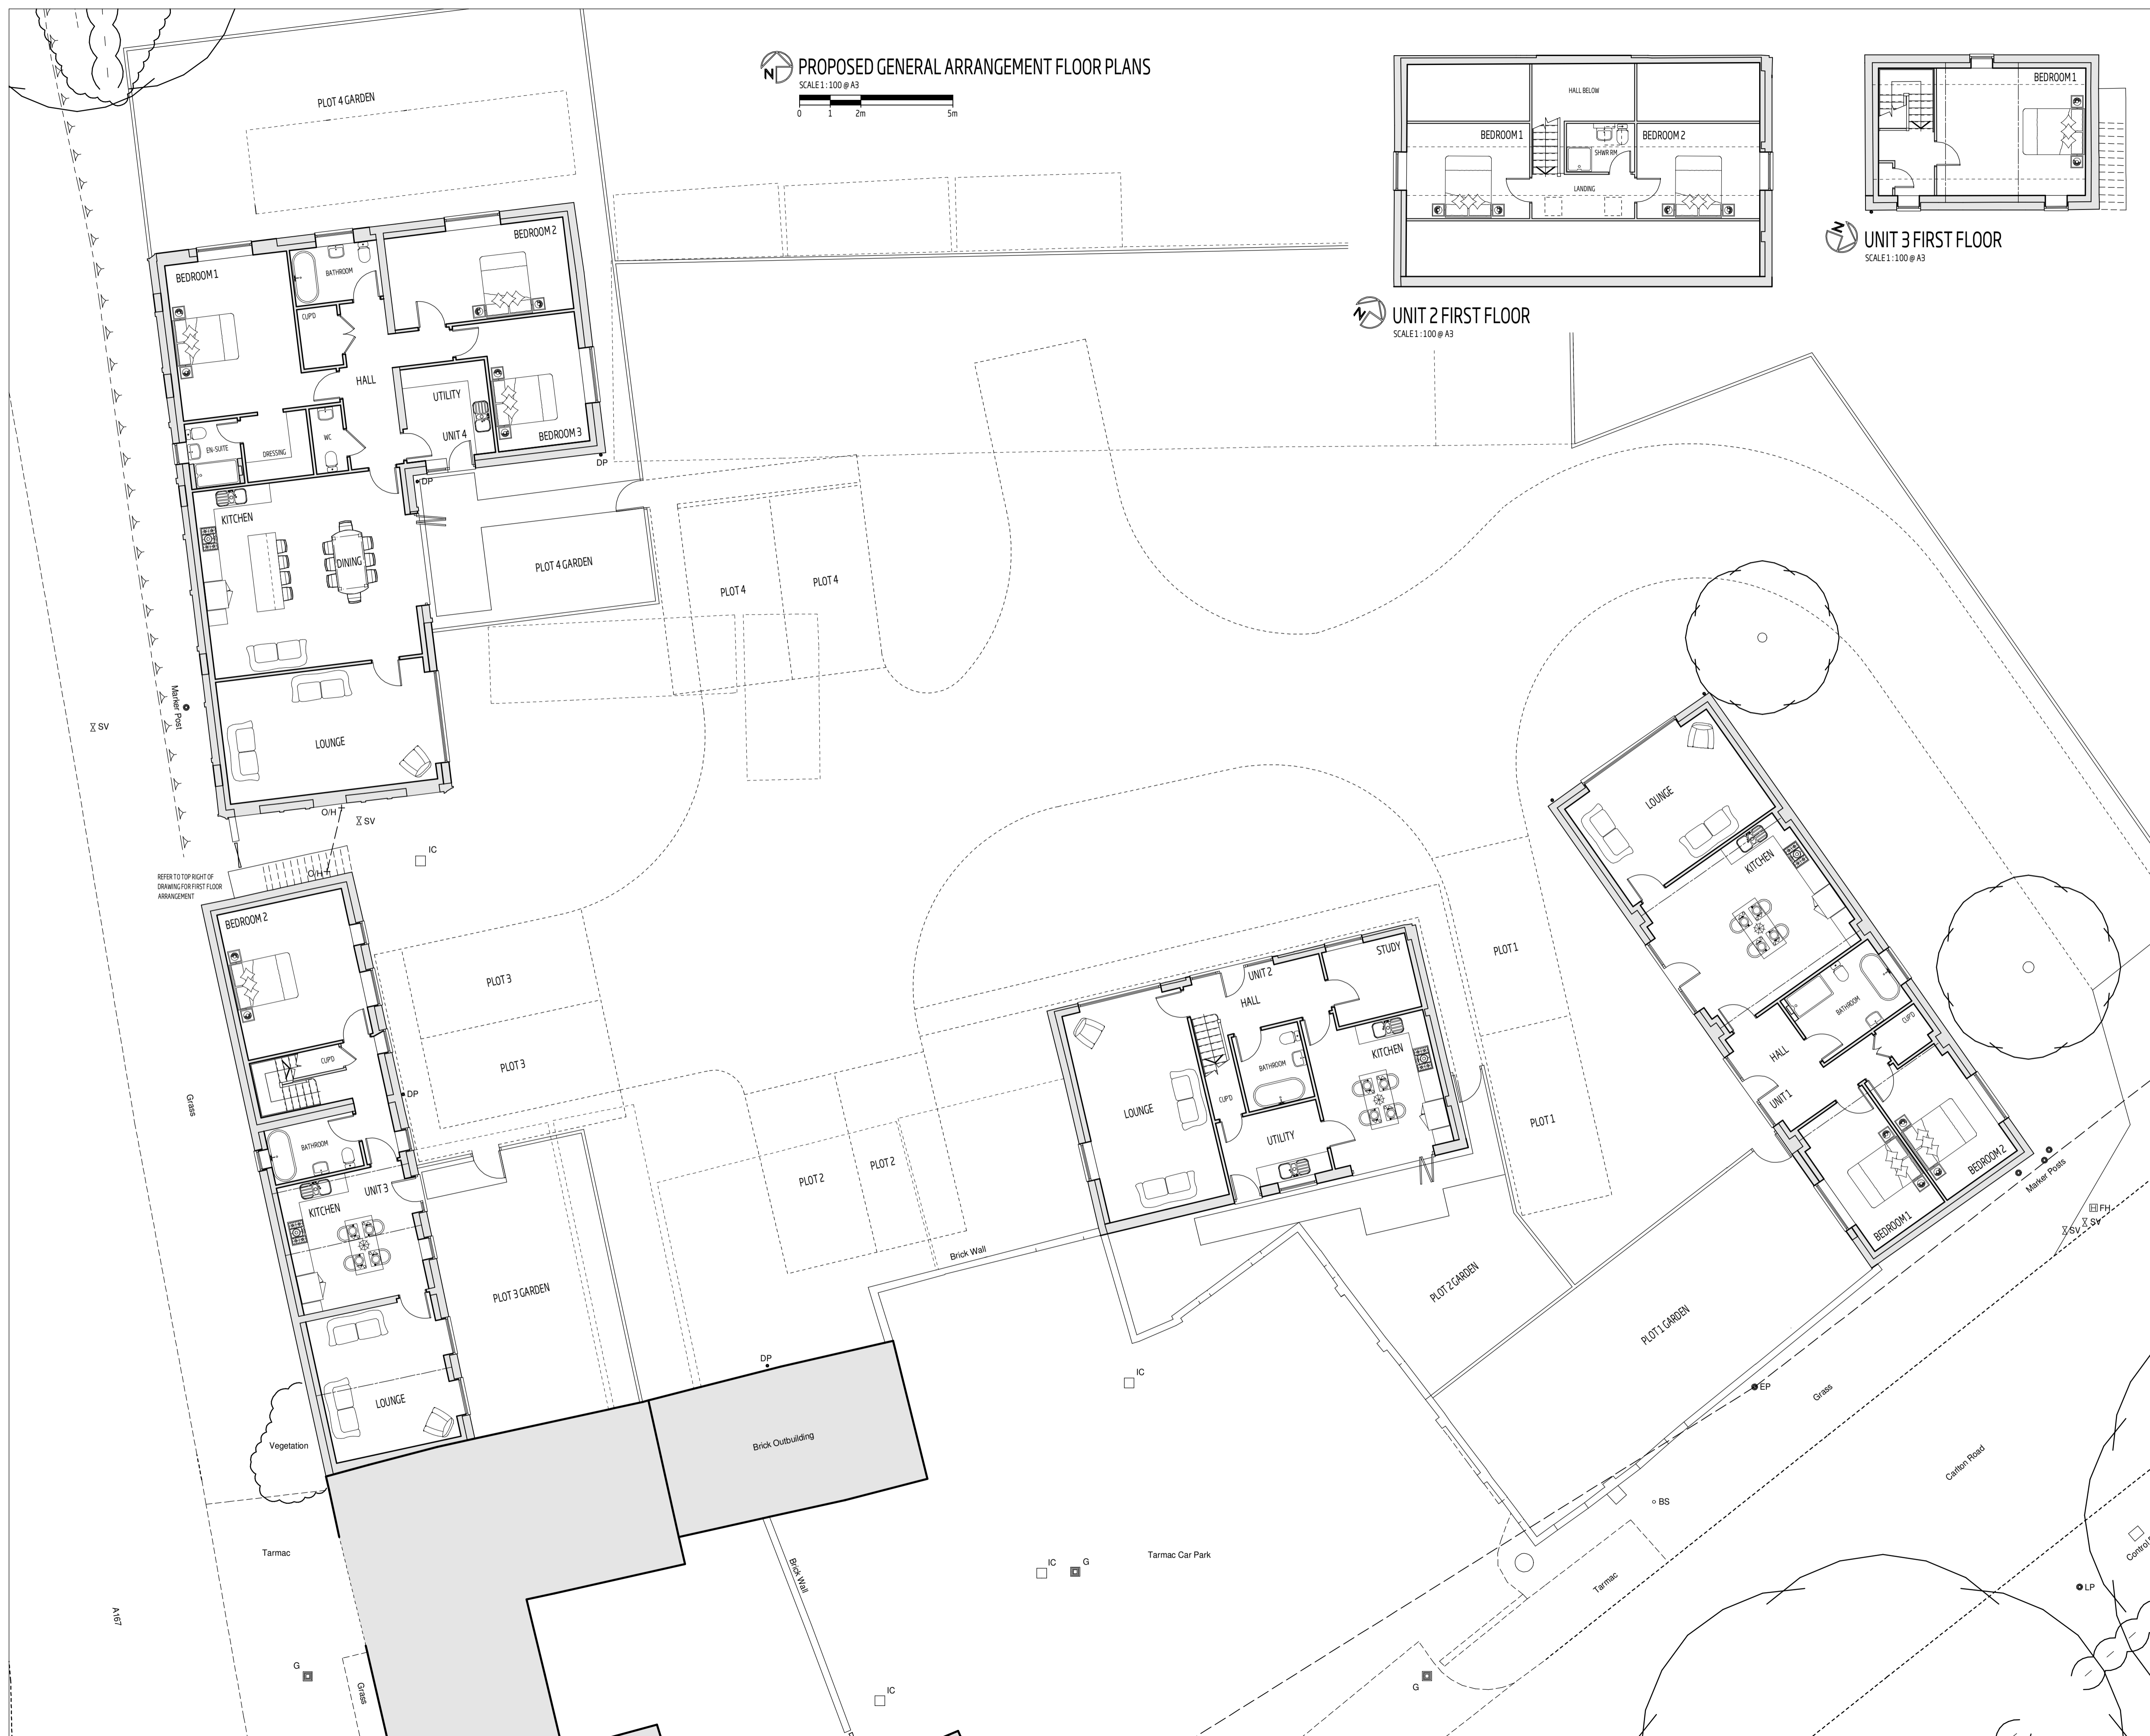 N
PROPOSED GENERAL ARRANGEMENT FLOOR PLANS
SCALE 1 : 100 @ A3
0 1 2m 5m
HALL BELOW
BEDROOM 1
BEDROOM 2
SHWR RM
LANDING
N
UNIT 2 FIRST FLOOR
SCALE 1 : 100 @ A3
BEDROOM 1
N
UNIT 3 FIRST FLOOR
SCALE 1 : 100 @ A3
PLOT 4 GARDEN
BEDROOM 1
BATHROOM
BEDROOM 2
CUP'D
HALL
UTILITY
UNIT 4
BEDROOM 3
WC
EN-SUITE
DRESSING
DP
DP
KITCHEN
DINING
PLOT 4 GARDEN
PLOT 4
PLOT 4
LOUNGE
Marker Post
SV
O/H
SV
IC
O/H
REFER TO TOP RIGHT OF
DRAWING FOR FIRST FLOOR
ARRANGEMENT
BEDROOM 2
CUP'D
PLOT 3
PLOT 3
DP
BATHROOM
UNIT 3
KITCHEN
PLOT 3 GARDEN
LOUNGE
Grass
Vegetation
Tarmac
A167
G
Grass
DP
Brick Outbuilding
Brick Wall
Brick Wall
PLOT 2
PLOT 2
STUDY
UNIT 2
HALL
KITCHEN
BATHROOM
LOUNGE
CUP'D
UTILITY
PLOT 1
PLOT 1
PLOT 2 GARDEN
PLOT 1 GARDEN
LOUNGE
KITCHEN
BATHROOM
CUP'D
HALL
UNIT 1
BEDROOM 2
BEDROOM 1
Marker Posts
FH
SV
SV
EP
Grass
Carlton Road
BS
Tarmac
Control
LP
IC
IC
G
Tarmac Car Park
IC
G